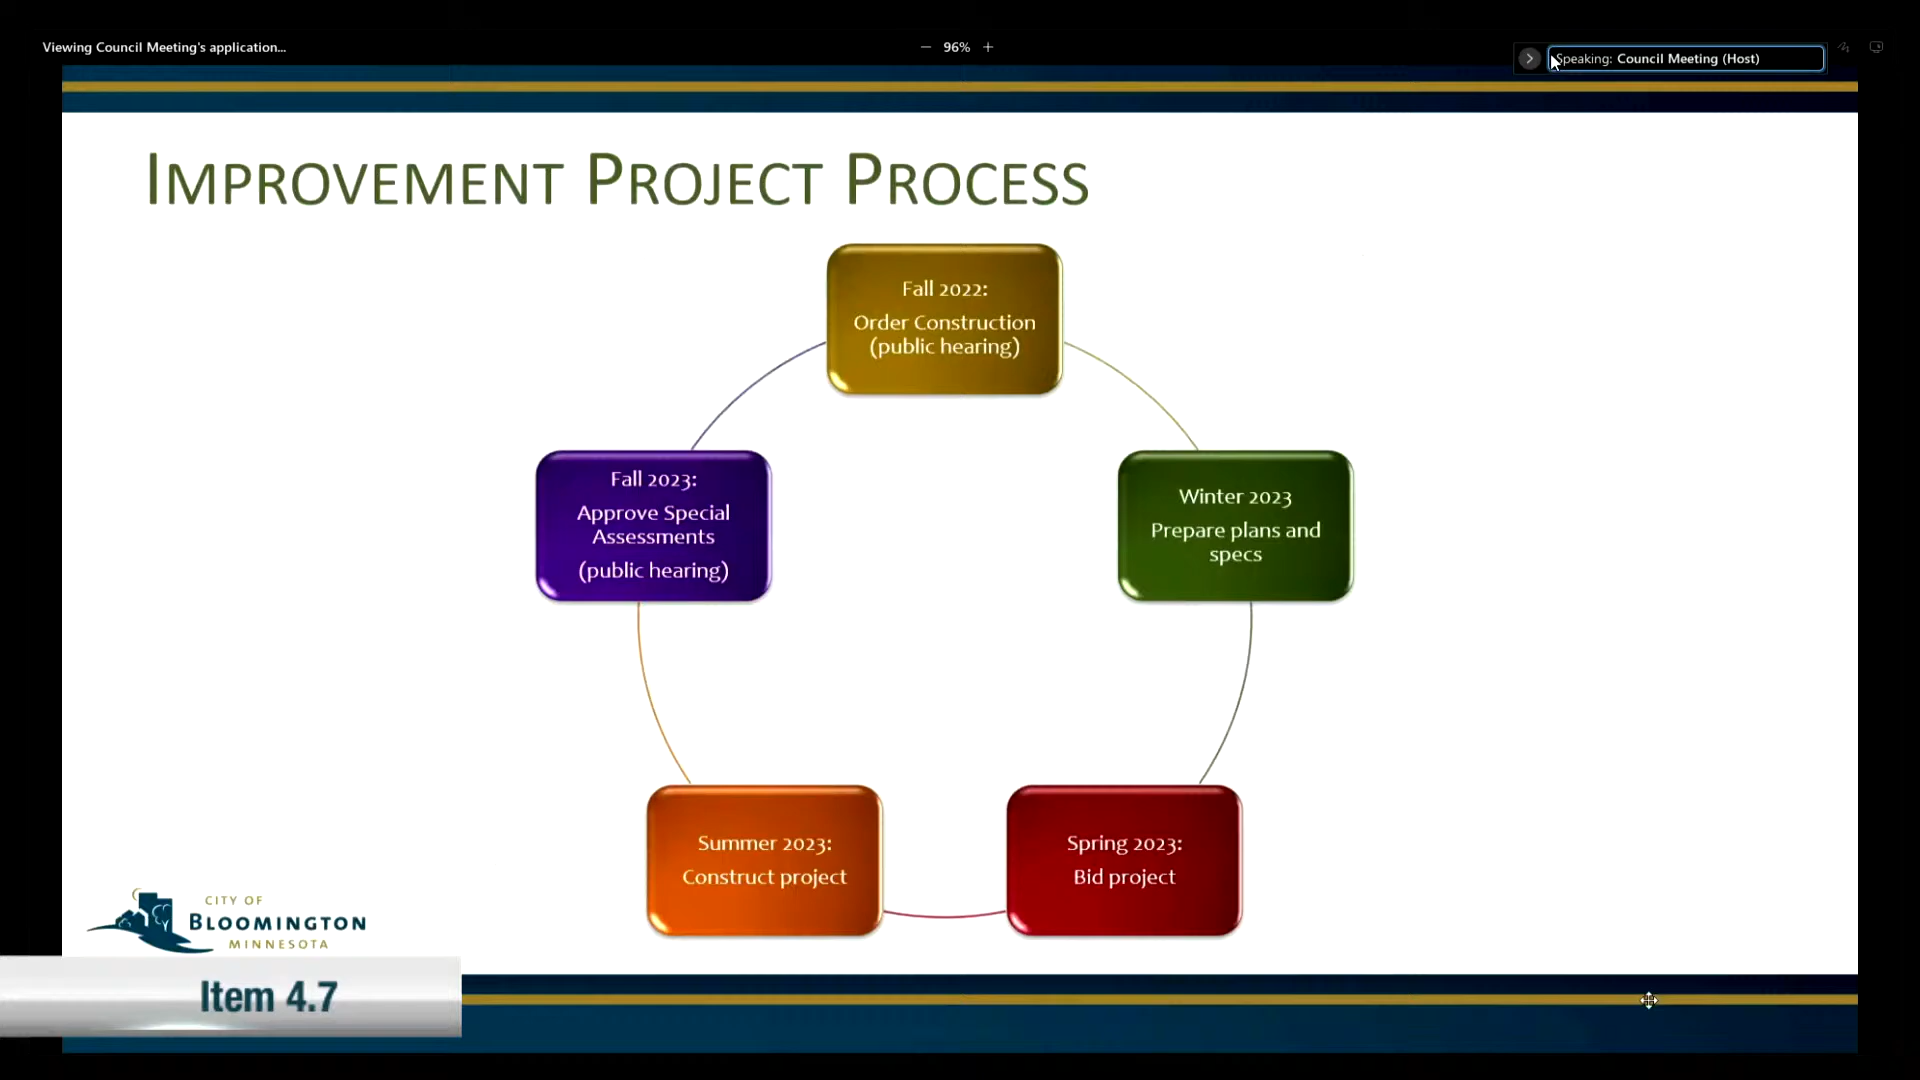 Viewing Council Meeting's application...
96%
Speaking: Council Meeting (Host)
IMPROVEMENT PROJECT PROCESS
Fall 2022:
Order Construction
(public hearing)
Winter 2023
Prepare plans and
specs
Spring 2023:
Bid project
Summer 2023:
Construct project
Fall 2023:
Approve Special
Assessments
(public hearing)
CITY OF
BLOOMINGTON
MINNESOTA
Item 4.7